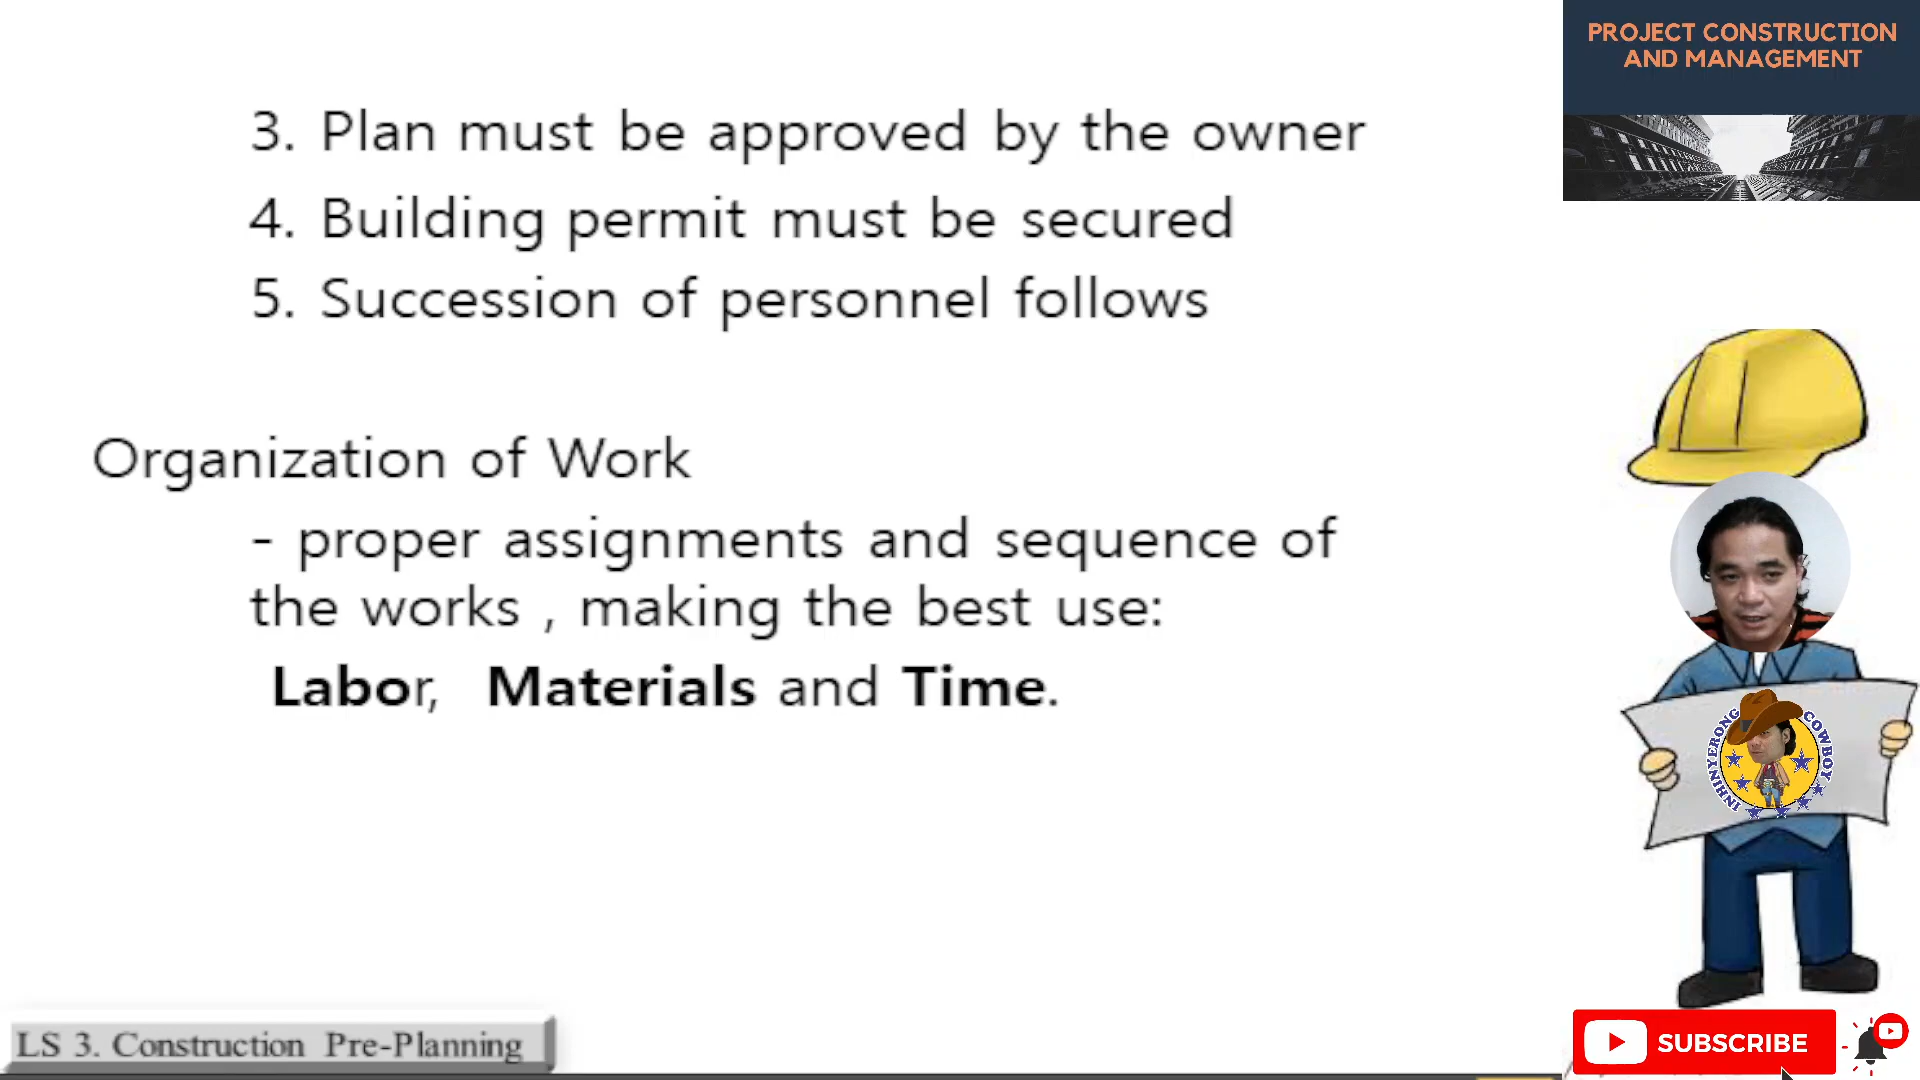 PROJECT CONSTRUCTION
AND MANAGEMENT
3. Plan must be approved by the owner
4. Building permit must be secured
5. Succession of personnel follows
Organization of Work
- proper assignments and sequence of
the works , making the best use:
Labor, Materials and Time.
INHINYERONG COWBOY
LS 3. Construction Pre-Planning
SUBSCRIBE